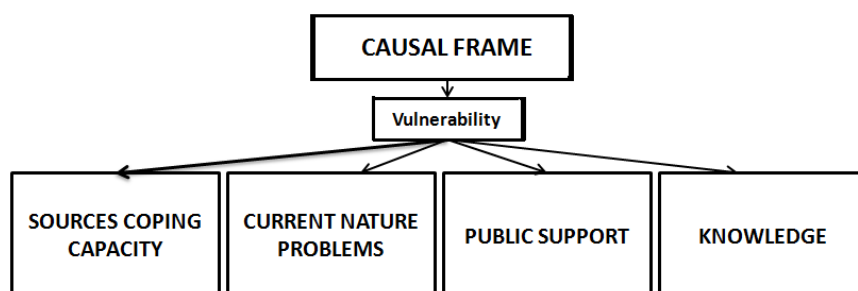 CAUSAL FRAME
Vulnerability
SOURCES COPING
CAPACITY
CURRENT NATURE
PROBLEMS
PUBLIC SUPPORT
KNOWLEDGE